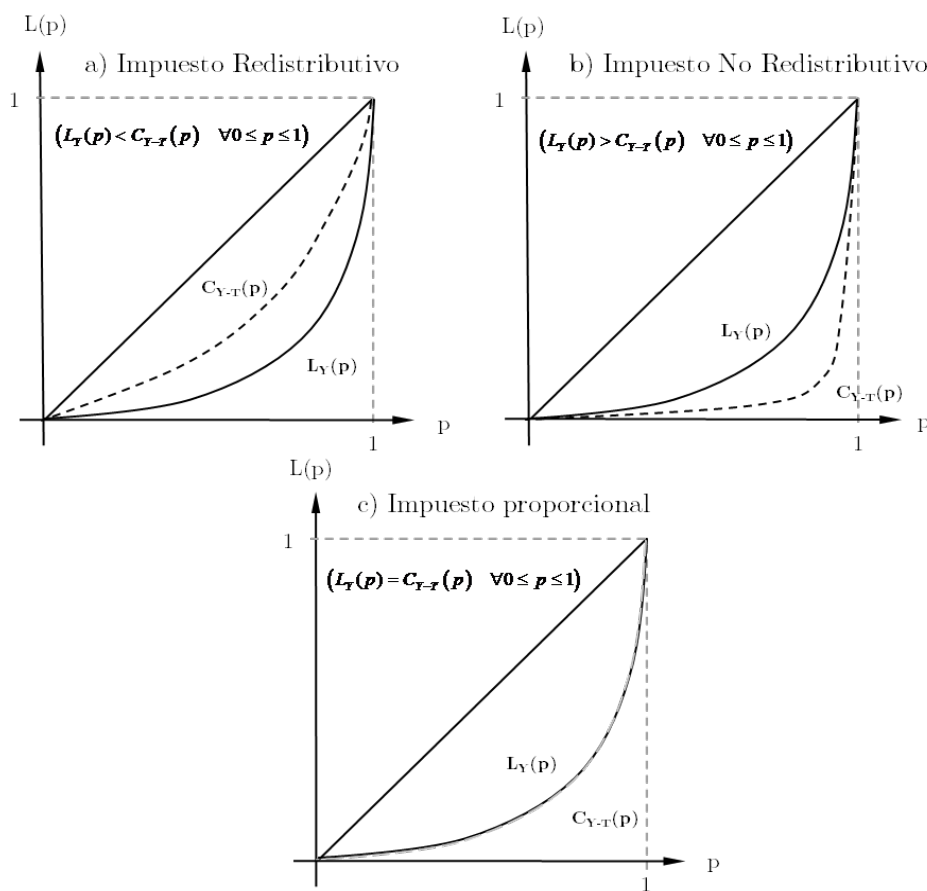 L(p)
a) Impuesto Redistributivo
1
(L_Y(p) < C_{Y-T}(p) ∀0 ≤ p ≤ 1)
C_{Y-T}(p)
L_Y(p)
1
p
L(p)
b) Impuesto No Redistributivo
1
(L_Y(p) > C_{Y-T}(p) ∀0 ≤ p ≤ 1)
L_Y(p)
C_{Y-T}(p)
1
p
L(p)
c) Impuesto proporcional
1
(L_Y(p) = C_{Y-T}(p) ∀0 ≤ p ≤ 1)
L_Y(p)
C_{Y-T}(p)
1
p